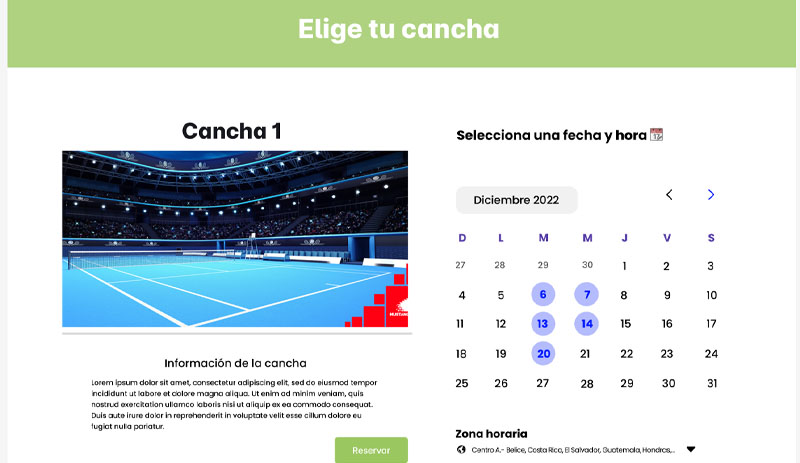 Elige tu cancha
Cancha 1
Información de la cancha
Lorem ipsum dolor sit amet, consectetur adipiscing elit, sed do eiusmod tempor
incididunt ut labore et dolore magna aliqua. Ut enim ad minim veniam, quis
nostrud exercitation ullamco laboris nisi ut aliquip ex ea commodo consequat.
Duis aute irure dolor in reprehenderit in voluptate velit esse cillum dolore eu
fugiat nulla pariatur.
Reservar
Selecciona una fecha y hora
Diciembre 2022
D L M M J V S
27 28 29 30 1 2 3
4 5 6 7 8 9 10
11 12 13 14 15 16 17
18 19 20 21 22 23 24
25 26 27 28 29 30 31
Zona horaria
Centro A.- Belice, Costa Rica, El Salvador, Guatemala, Hondras,...